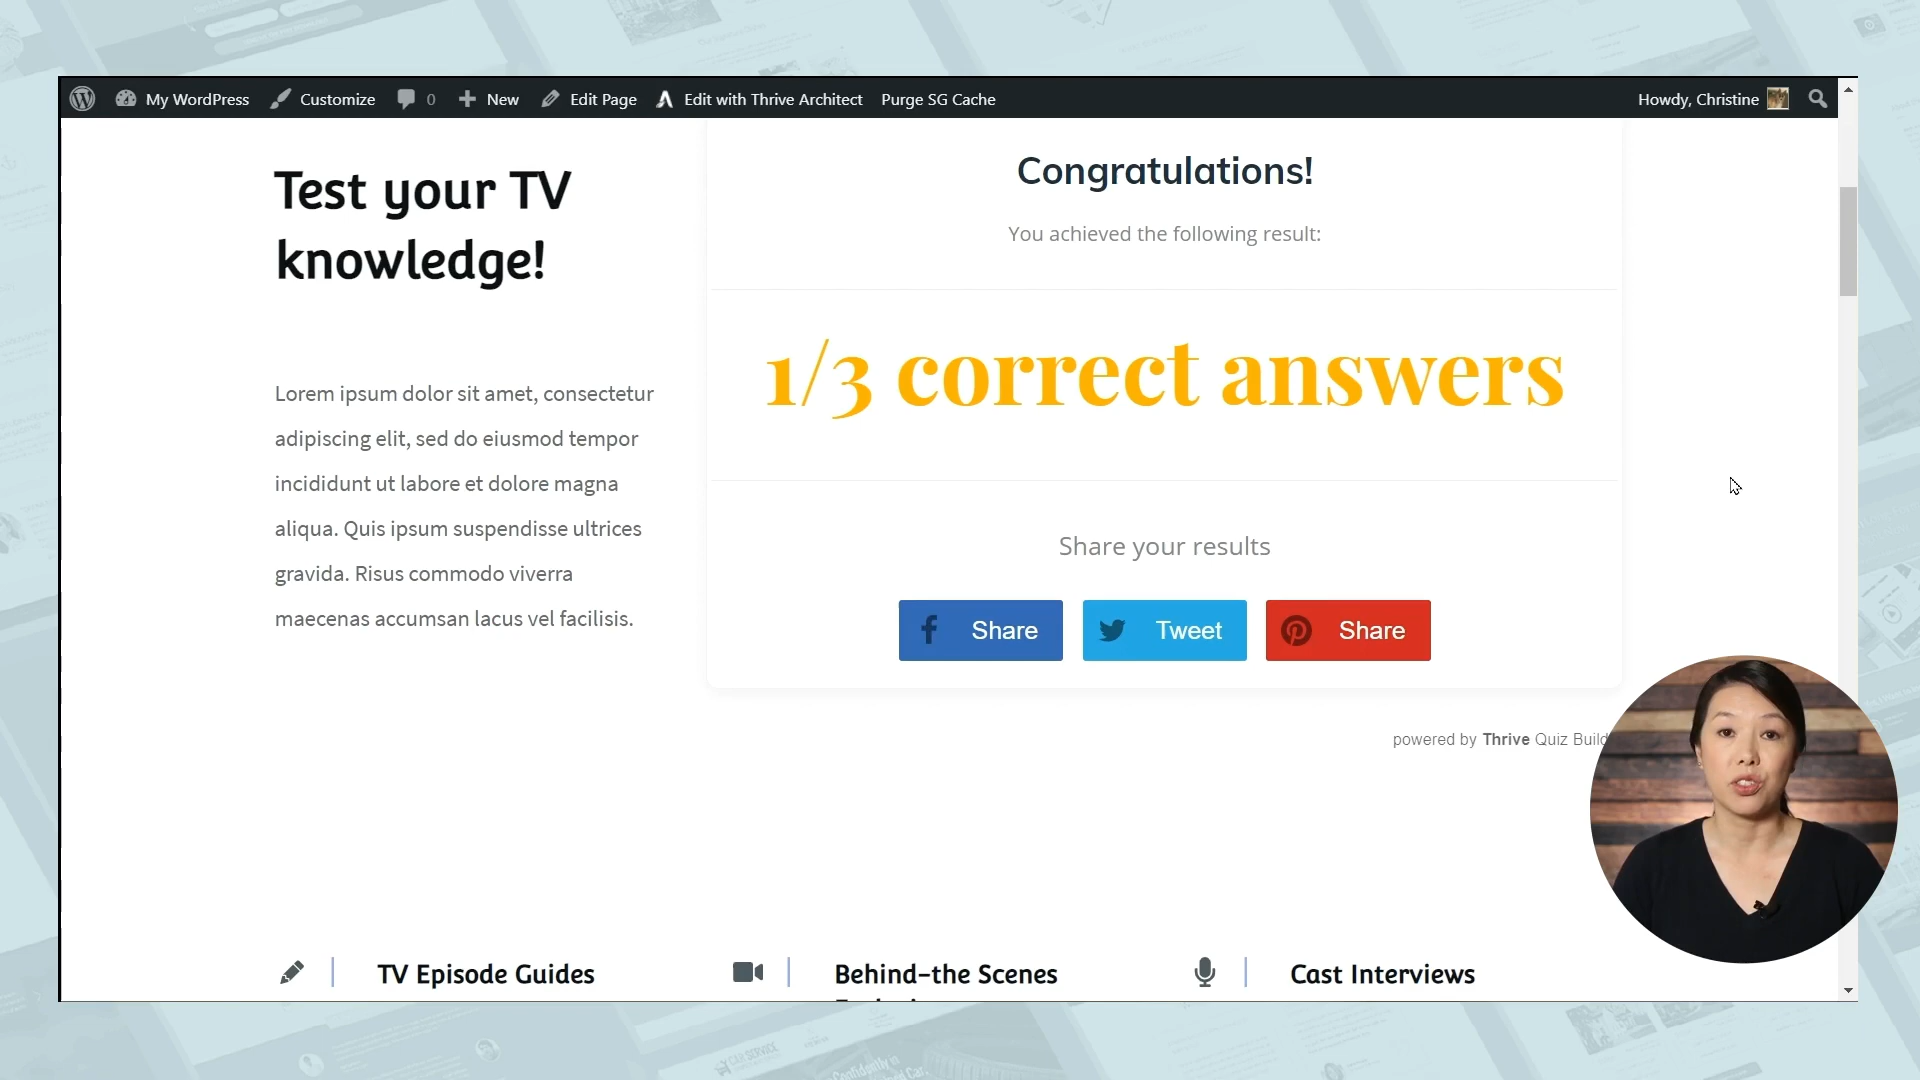 My WordPress
Customize
0
New
Edit Page
Edit with Thrive Architect
Purge SG Cache
Howdy, Christine
Test your TV
knowledge!
Lorem ipsum dolor sit amet, consectetur
adipiscing elit, sed do eiusmod tempor
incididunt ut labore et dolore magna
aliqua. Quis ipsum suspendisse ultrices
gravida. Risus commodo viverra
maecenas accumsan lacus vel facilisis.
Congratulations!
You achieved the following result:
1/3 correct answers
Share your results
Share
Tweet
Share
powered by Thrive Quiz Build
TV Episode Guides
Behind-the Scenes
Cast Interviews
CAR SERVICE